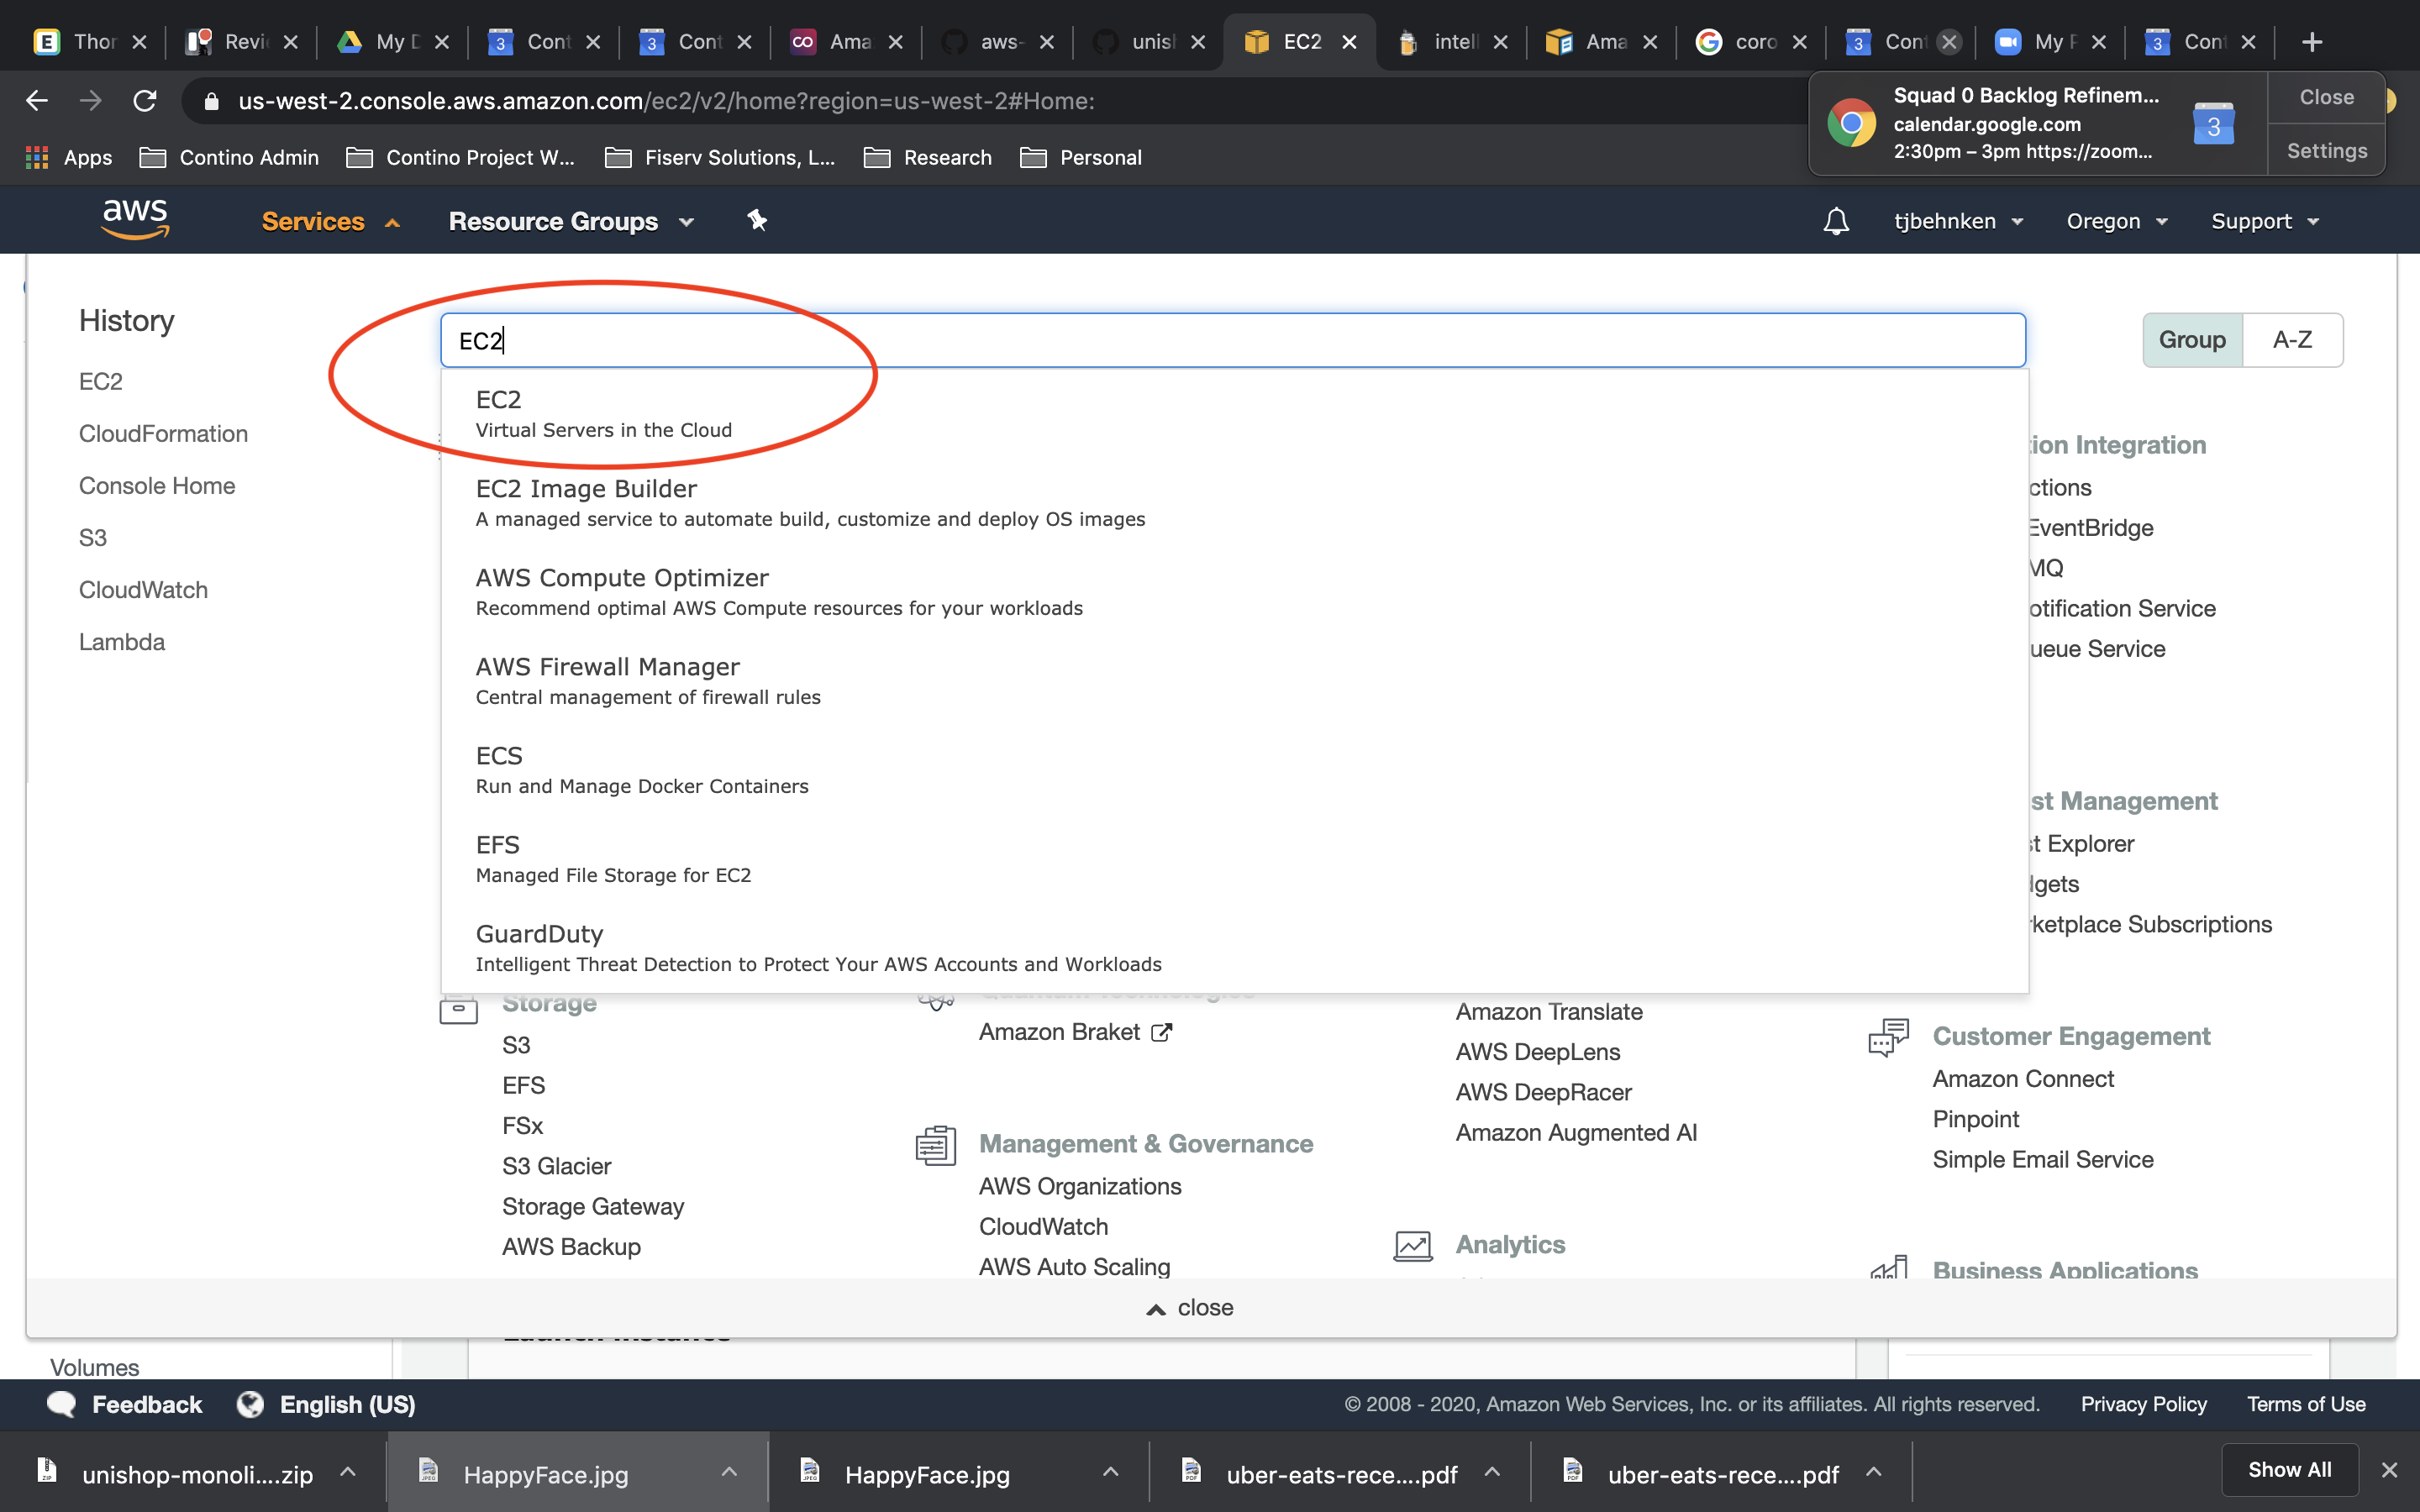 Thor
Revi
My D
Cont
Cont
Ama
aws-
unish
EC2
intell
Ama
coro
Cont
My P
Cont
us-west-2.console.aws.amazon.com/ec2/v2/home?region=us-west-2#Home:
Squad 0 Backlog Refinem...
calendar.google.com
2:30pm – 3pm https://zoom...
3
Close
Settings
Apps
Contino Admin
Contino Project W...
Fiserv Solutions, L...
Research
Personal
aws
Services
Resource Groups
tjbehnken
Oregon
Support
History
EC2
CloudFormation
Console Home
S3
CloudWatch
Lambda
EC2
Group
A-Z
EC2
Virtual Servers in the Cloud
EC2 Image Builder
A managed service to automate build, customize and deploy OS images
AWS Compute Optimizer
Recommend optimal AWS Compute resources for your workloads
AWS Firewall Manager
Central management of firewall rules
ECS
Run and Manage Docker Containers
EFS
Managed File Storage for EC2
GuardDuty
Intelligent Threat Detection to Protect Your AWS Accounts and Workloads
tion Integration
ctions
EventBridge
MQ
otification Service
ueue Service
st Management
st Explorer
dgets
rketplace Subscriptions
Storage
S3
EFS
FSx
S3 Glacier
Storage Gateway
AWS Backup
Quantum Technologies
Amazon Braket
Management & Governance
AWS Organizations
CloudWatch
AWS Auto Scaling
Amazon Translate
AWS DeepLens
AWS DeepRacer
Amazon Augmented AI
Analytics
Customer Engagement
Amazon Connect
Pinpoint
Simple Email Service
Business Applications
close
Launch Instance
Volumes
Feedback
English (US)
© 2008 - 2020, Amazon Web Services, Inc. or its affiliates. All rights reserved.
Privacy Policy
Terms of Use
unishop-monoli....zip
HappyFace.jpg
HappyFace.jpg
uber-eats-rece....pdf
uber-eats-rece....pdf
Show All